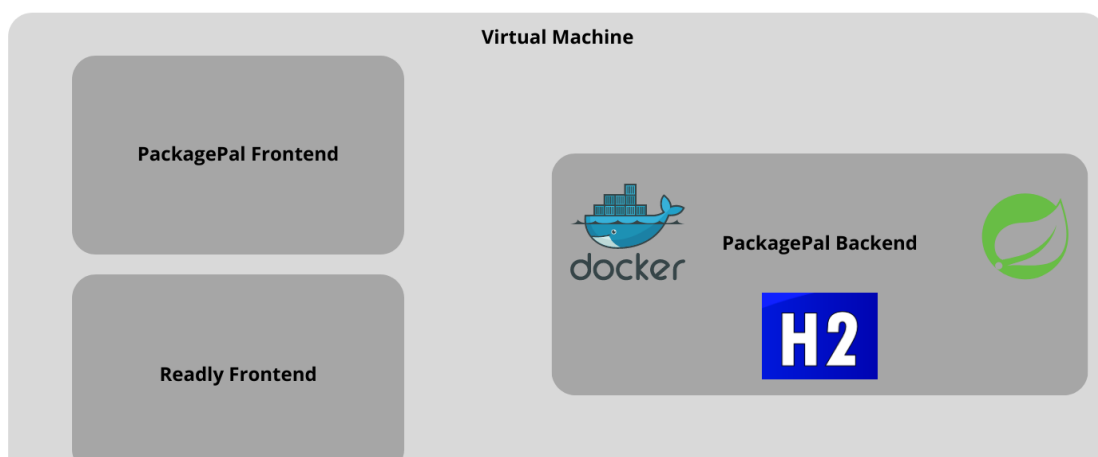 Virtual Machine
PackagePal Frontend
docker
PackagePal Backend
H2
Readly Frontend